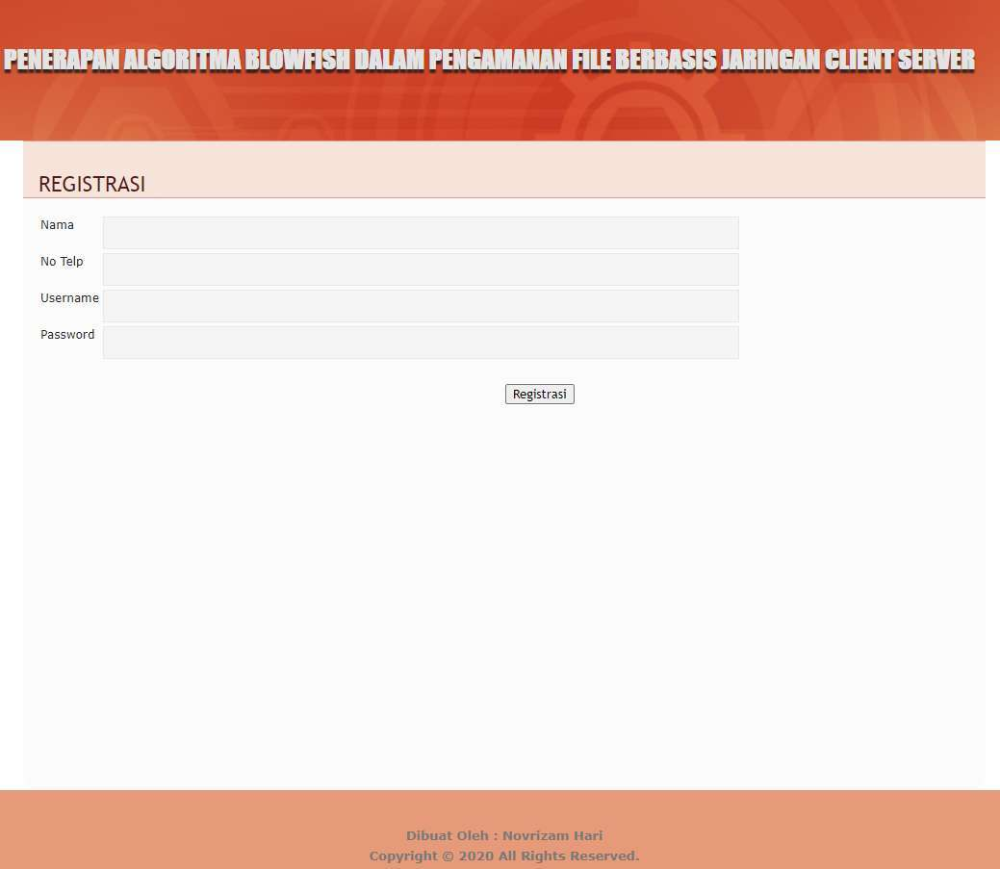 PENERAPAN ALGORITMA BLOWFISH DALAM PENGAMANAN FILE BERBASIS JARINGAN CLIENT SERVER
REGISTRASI
Nama
No Telp
Username
Password
Registrasi
Dibuat Oleh : Novrizam Hari
Copyright © 2020 All Rights Reserved.